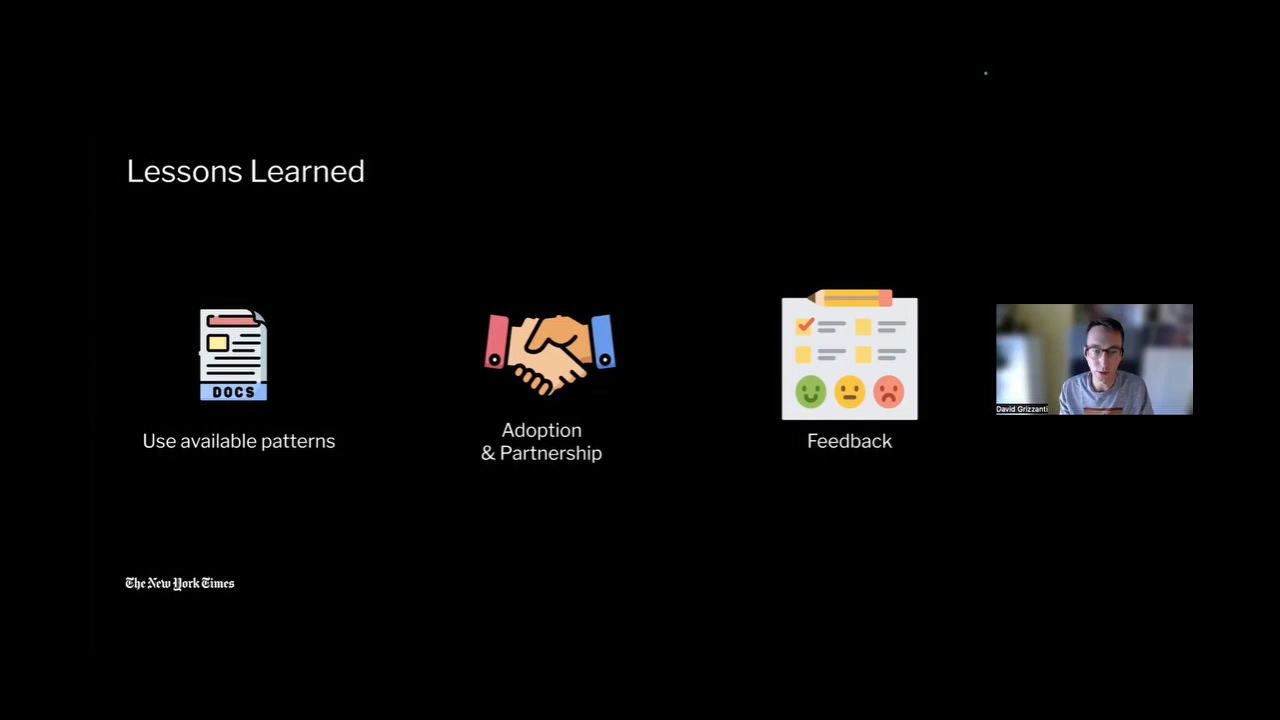 Lessons Learned
DOCS
Use available patterns
Adoption
& Partnership
Feedback
David Grizzanti
The New York Times